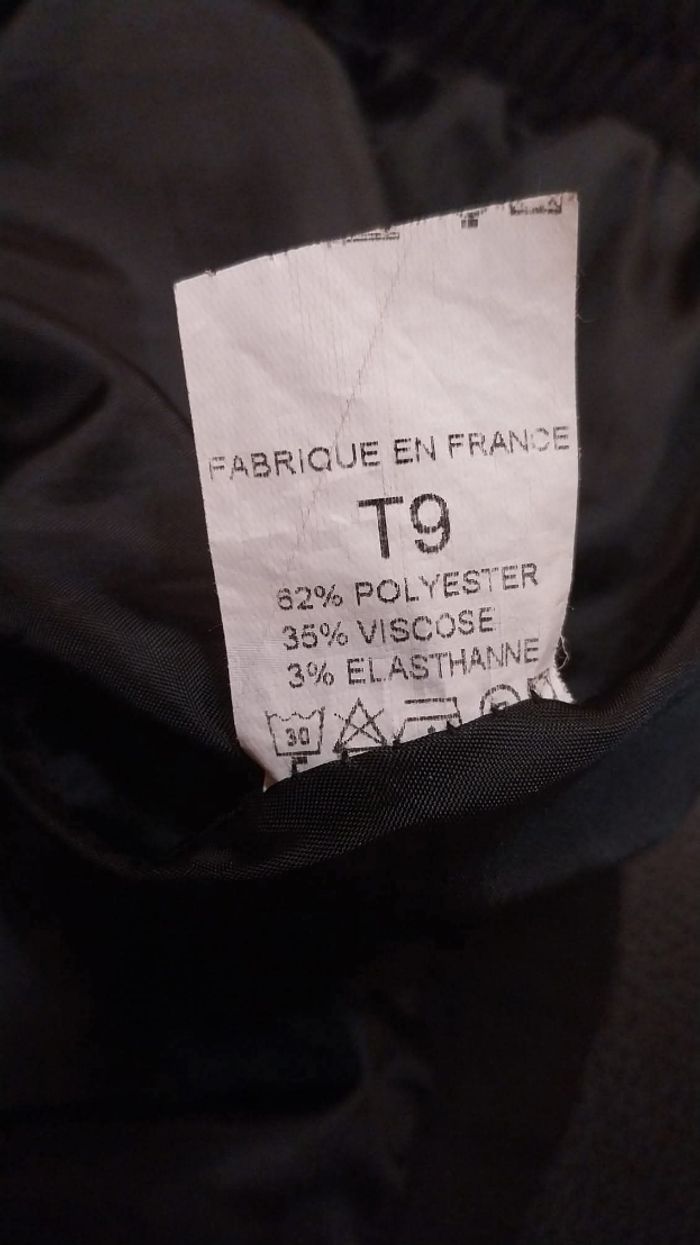 FABRIQUE EN FRANCE
T9
62% POLYESTER
35% VISCOSE
3% ELASTHANNE
30